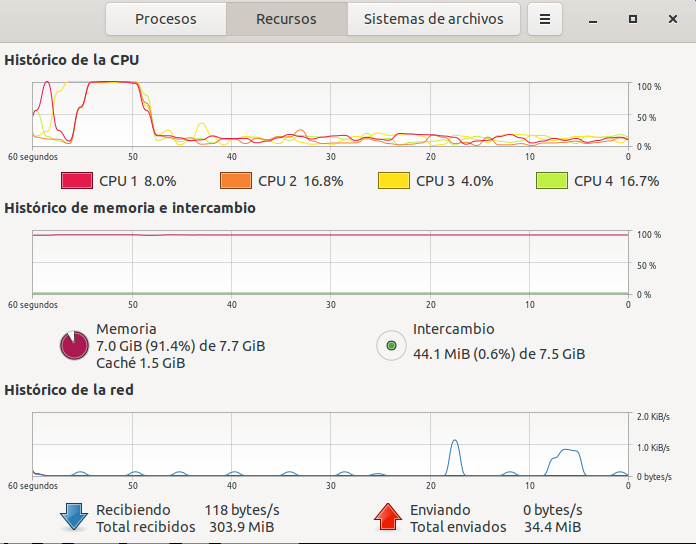 Procesos Recursos Sistemas de archivos
Histórico de la CPU
100 %
50 %
0 %
60 segundos 50 40 30 20 10 0
CPU 1 8.0% CPU 2 16.8% CPU 3 4.0% CPU 4 16.7%
Histórico de memoria e intercambio
100 %
50 %
0 %
60 segundos 50 40 30 20 10 0
Memoria
7.0 GiB (91.4%) de 7.7 GiB
Caché 1.5 GiB
Intercambio
44.1 MiB (0.6%) de 7.5 GiB
Histórico de la red
2.0 KiB/s
1.0 KiB/s
0 bytes/s
60 segundos 50 40 30 20 10 0
Recibiendo 118 bytes/s
Total recibidos 303.9 MiB
Enviando 0 bytes/s
Total enviados 34.4 MiB